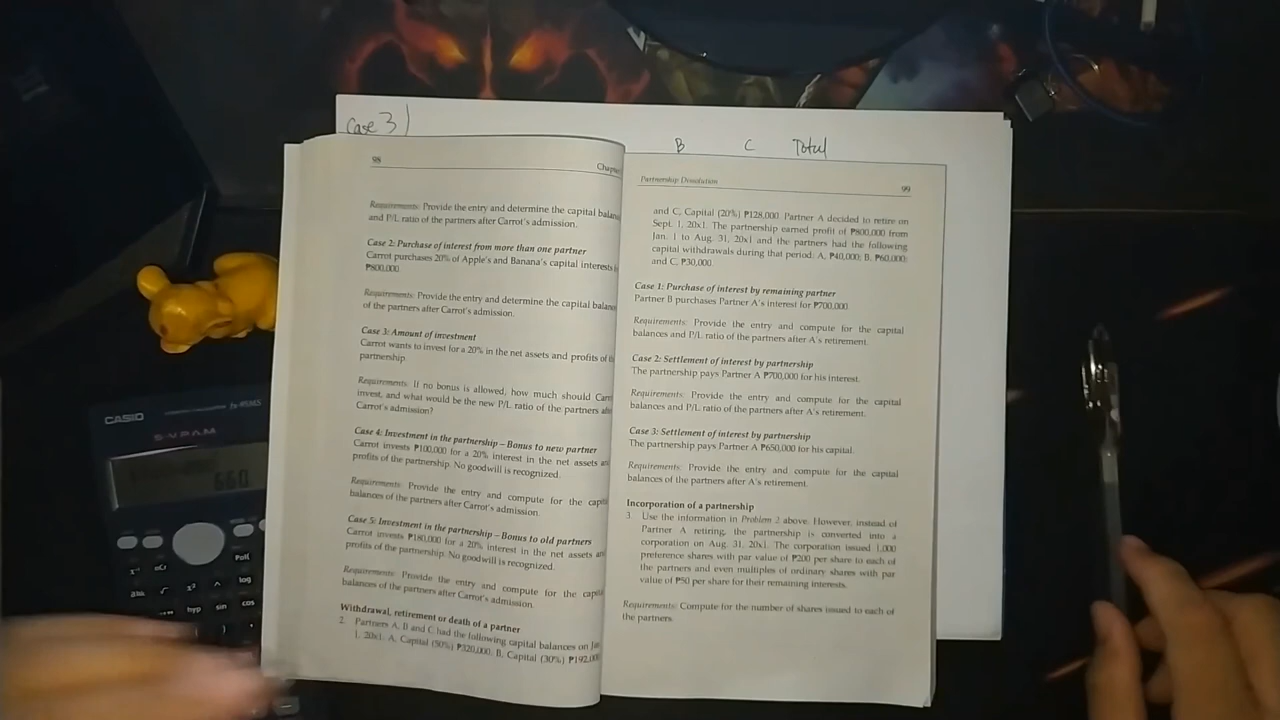 Case 3)
B C Total
98
Chapter
Requirements: Provide the entry and determine the capital
and P/L ratio of the partners after Carrot's admission.
Case 2: Purchase of interest from more than one partner
Carrot purchases 20% of Apple's and Banana's capital interests
₱800,000.
Requirements: Provide the entry and determine the capital
of the partners after Carrot's admission.
Case 3: Amount of investment
Carrot wants to invest for a 20% in the net assets and profits of
partnership.
Requirements: If no bonus is allowed, how much should
invest, and what would be the new P/L ratio of the partners
Carrot's admission?
Case 4: Investment in the partnership – Bonus to new partner
Carrot invests ₱100,000 for a 20% interest in the net assets
profits of the partnership. No goodwill is recognized.
Requirements: Provide the entry and compute for the
balances of the partners after Carrot's admission.
Case 5: Investment in the partnership – Bonus to old partners
Carrot invests ₱180,000 for a 20% interest in the net assets
profits of the partnership. No goodwill is recognized.
Requirements: Provide the entry and compute for the
balances of the partners after Carrot's admission.
Withdrawal, retirement or death of a partner
2. Partners A, B and C had the following capital balances on
1, 20x1: A, Capital (50%) ₱320,000; B, Capital (30%)
Partnership Dissolution
99
and C, Capital (20%) ₱128,000. Partner A decided to retire on
Sept. 1, 20x1. The partnership earned profit of ₱800,000 from
Jan. 1 to Aug. 31, 20x1 and the partners had the following
capital withdrawals during that period: A, ₱40,000; B, ₱60,000;
and C, ₱30,000.
Case 1: Purchase of interest by remaining partner
Partner B purchases Partner A's interest for ₱700,000.
Requirements: Provide the entry and compute for the capital
balances and P/L ratio of the partners after A's retirement.
Case 2: Settlement of interest by partnership
The partnership pays Partner A ₱700,000 for his interest.
Requirements: Provide the entry and compute for the capital
balances and P/L ratio of the partners after A's retirement.
Case 3: Settlement of interest by partnership
The partnership pays Partner A ₱650,000 for his capital.
Requirements: Provide the entry and compute for the capital
balances of the partners after A's retirement.
Incorporation of a partnership
3. Use the information in Problem 2 above. However, instead of
Partner A retiring, the partnership is converted into a
corporation on Aug. 31, 20x1. The corporation issued 1,000
preference shares with par value of ₱200 per share to each of
the partners and even multiples of ordinary shares with par
value of ₱50 per share for their remaining interests.
Requirements: Compute for the number of shares issued to each of
the partners.
CASIO
S-V.P.A.M.
660
Pol(
log
hyp sin cos